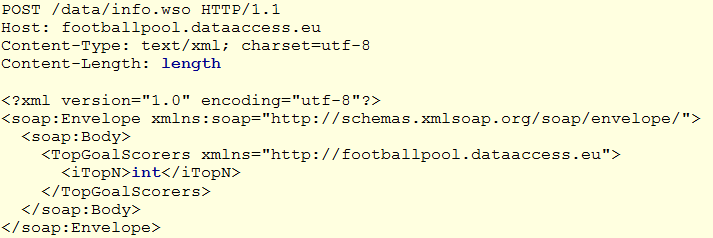 POST /data/info.wso HTTP/1.1
Host: footballpool.dataaccess.eu
Content-Type: text/xml; charset=utf-8
Content-Length: length

<?xml version="1.0" encoding="utf-8"?>
<soap:Envelope xmlns:soap="http://schemas.xmlsoap.org/soap/envelope/">
  <soap:Body>
    <TopGoalScorers xmlns="http://footballpool.dataaccess.eu">
      <iTopN>int</iTopN>
    </TopGoalScorers>
  </soap:Body>
</soap:Envelope>